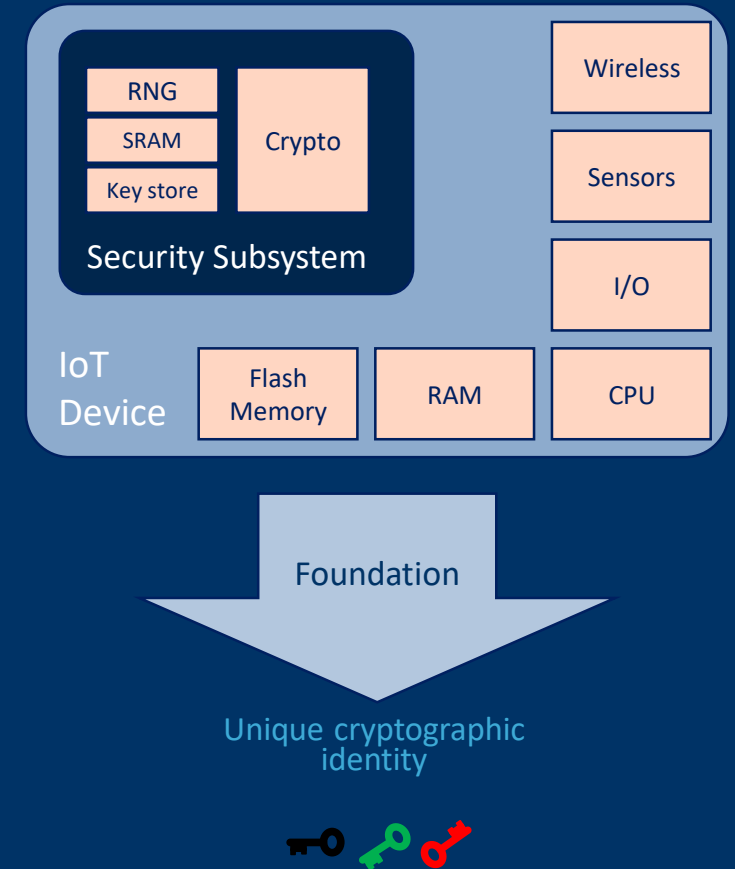 RNG
SRAM
Key store
Crypto
Security Subsystem
Wireless
Sensors
I/O
IoT
Device
Flash
Memory
RAM
CPU
Foundation
Unique cryptographic
identity